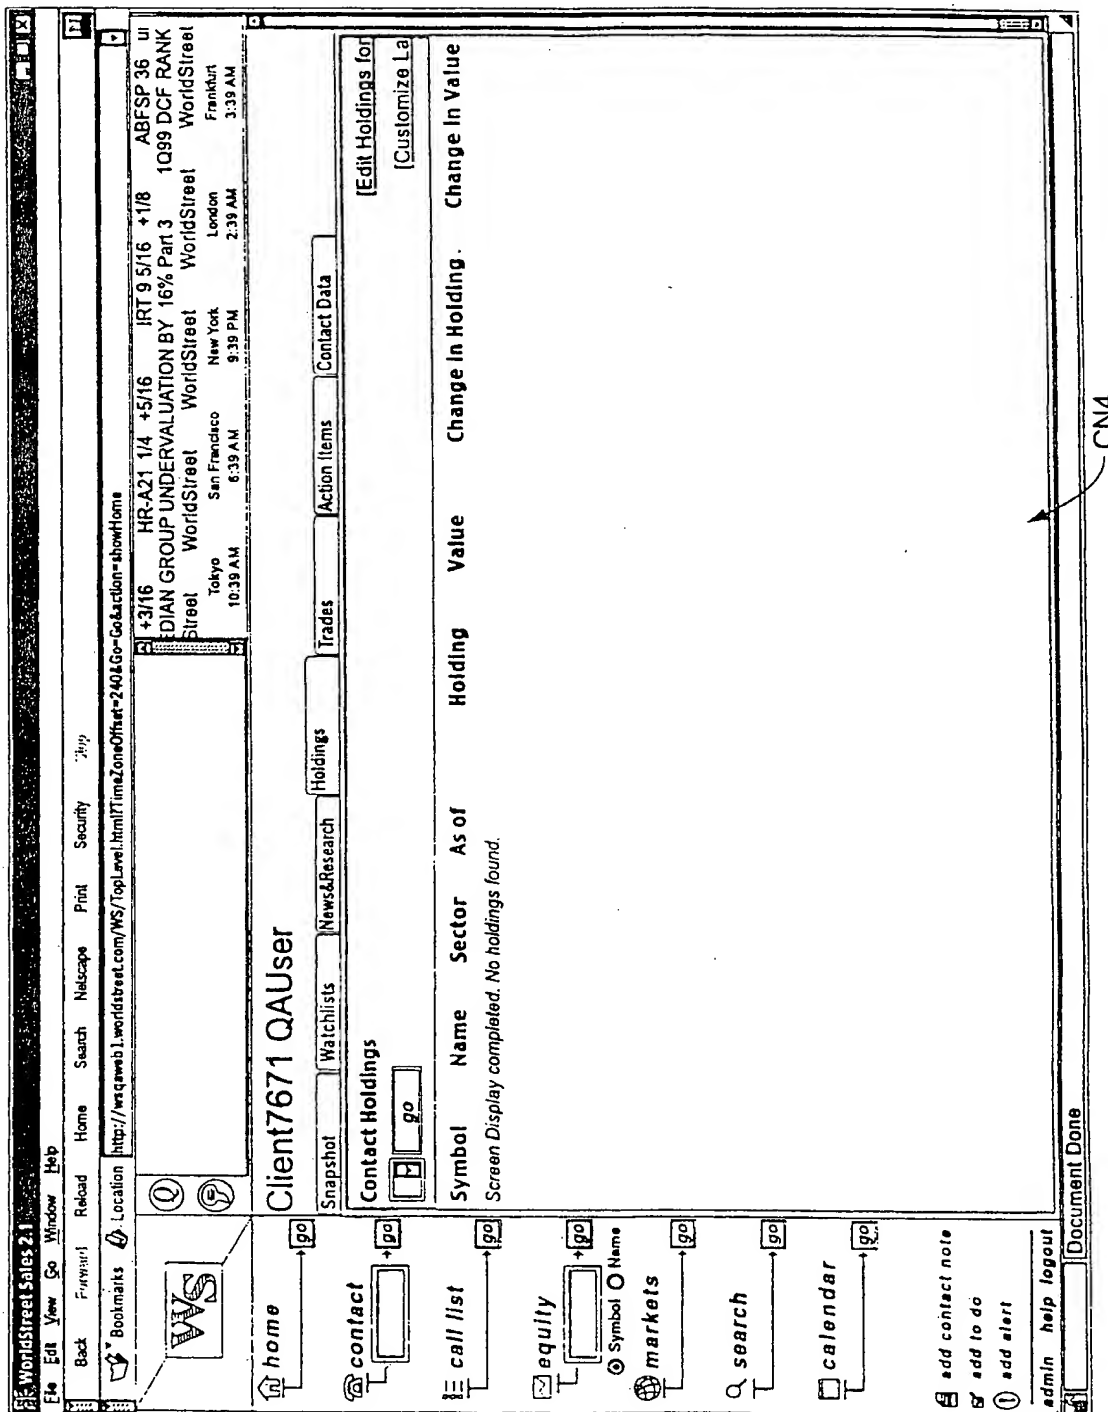 WorldStreet Sales 2.1
File Edit View Go Window Help
Back Forward Reload Home Search Netscape Print Security Stop
Bookmarks Location http://wsqaweb1.worldstreet.com/WS/TopLevel.html?TimeZoneOffset=240&Go=Go&action=showHome
WS
Q
+3/16 HR-A21 1/4 +5/16 IRT 9 5/16 +1/8 ABFSP 36
EDIAN GROUP UNDERVALUATION BY 16% Part 3 1Q99 DCF RANK
Street WorldStreet WorldStreet WorldStreet WorldStreet
Tokyo San Francisco New York London Frankfurt
10:39 AM 6:39 AM 9:39 PM 2:39 AM 3:39 AM
home
go
contact
go
call list
go
equity
go
Symbol Name
markets
go
search
go
calendar
go
add contact note
add to do
add alert
admin help logout
Client7671 QAUser
Snapshot Watchlists News&Research Holdings Trades Action Items Contact Data
Contact Holdings [Edit Holdings for
go [Customize La
Symbol Name Sector As of Holding Value Change In Holding. Change In Value
Screen Display completed. No holdings found.
Document Done
CN4